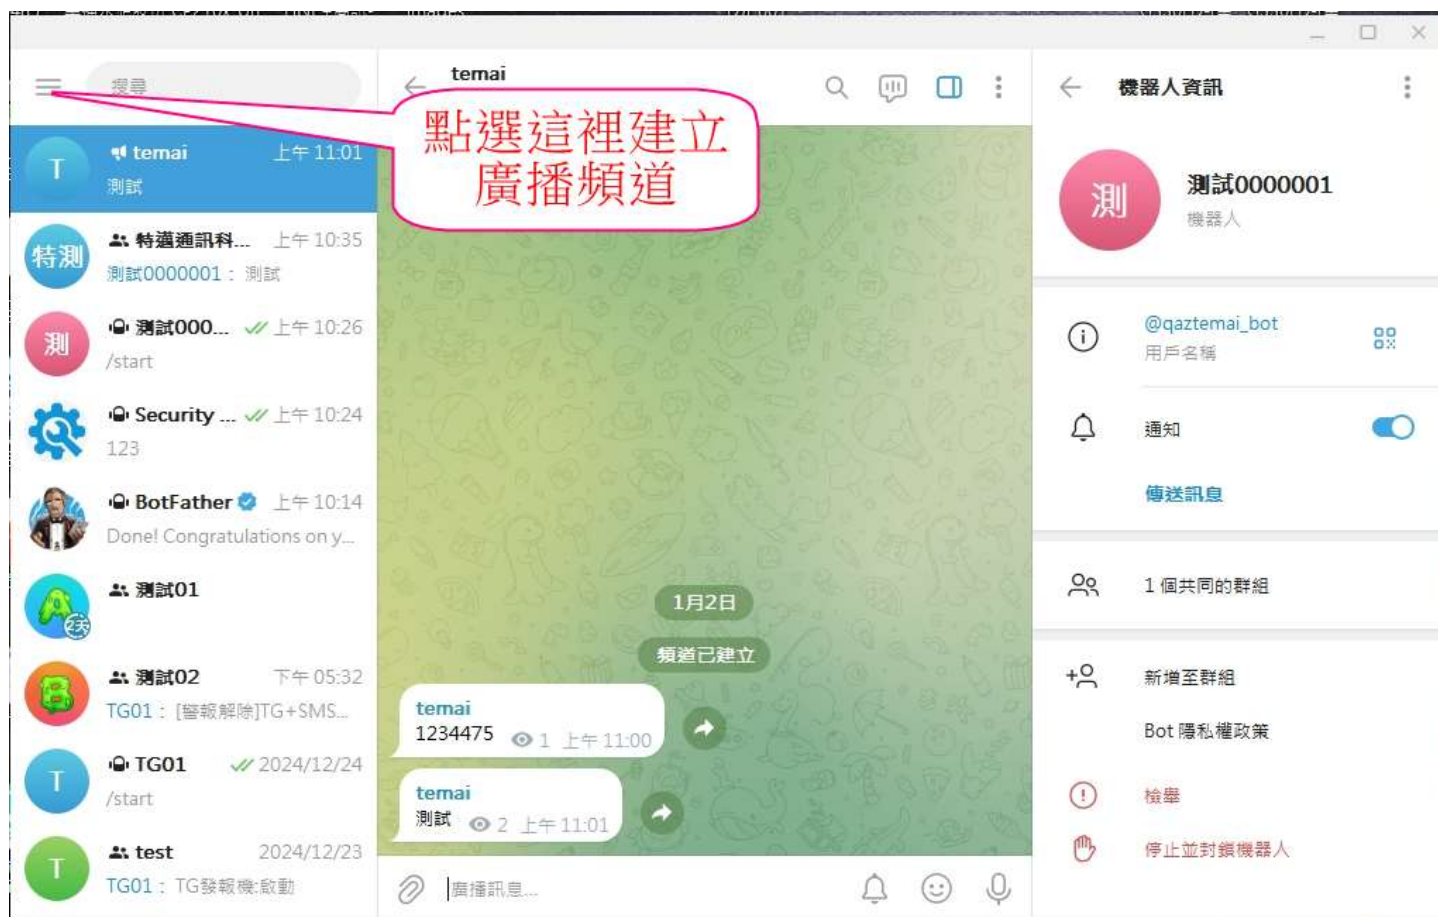 搜尋
T
temai 上午 11:01
測試
特測
特邁通訊科... 上午 10:35
測試0000001： 測試
測
測試000... 上午 10:26
/start
Security ... 上午 10:24
123
BotFather 上午 10:14
Done! Congratulations on y...
測試01
2天
測試02 下午 05:32
TG01： [警報解除]TG+SMS...
T
TG01 2024/12/24
/start
T
test 2024/12/23
TG01： TG發報機:啟動
temai
點選這裡建立
廣播頻道
1月2日
頻道已建立
temai
1234475 1 上午 11:00
temai
測試 2 上午 11:01
廣播訊息...
機器人資訊
測
測試0000001
機器人
@qaztemai_bot
用戶名稱
通知
傳送訊息
1 個共同的群組
新增至群組
Bot 隱私權政策
檢舉
停止並封鎖機器人